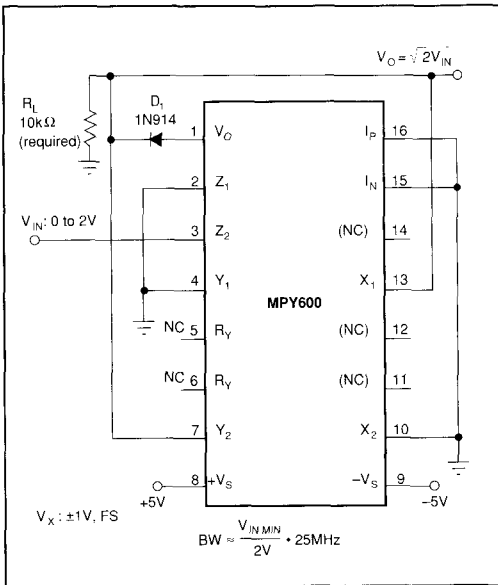 V_O = √2V_IN
R_L
10kΩ
(required)
D_1
1N914
1 V_O
I_P 16
2 Z_1
I_N 15
V_IN: 0 to 2V
3 Z_2
(NC) 14
4 Y_1
X_1 13
MPY600
NC 5 R_Y
(NC) 12
NC 6 R_Y
(NC) 11
7 Y_2
X_2 10
8 +V_S
–V_S 9
+5V
–5V
V_X: ±1V, FS
BW ≈ V_IN MIN / 2V • 25MHz